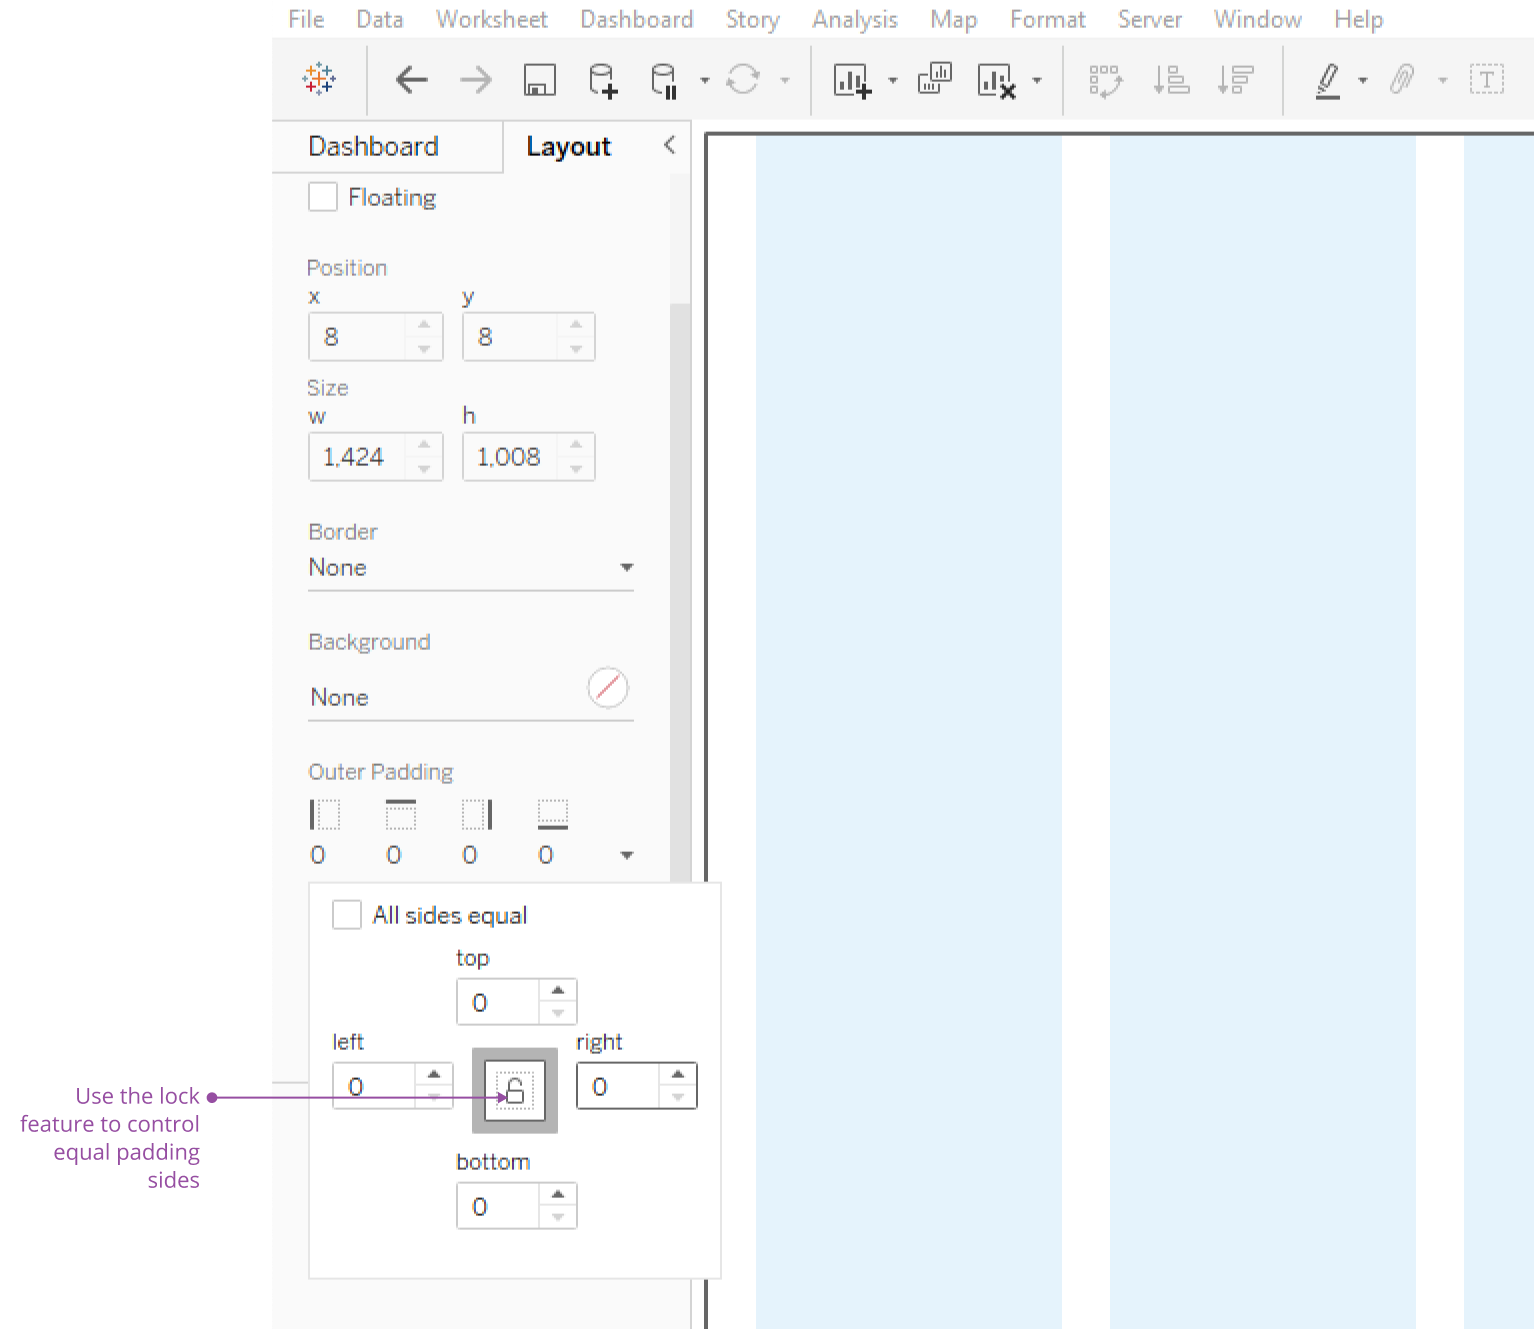 File Data Worksheet Dashboard Story Analysis Map Format Server Window Help
T
Dashboard Layout <
Floating
Position
x y
8 8
Size
w h
1,424 1,008
Border
None
Background
None
Outer Padding
0 0 0 0
All sides equal
top
0
left right
0 0
Use the lock
feature to control
equal padding
sides
bottom
0